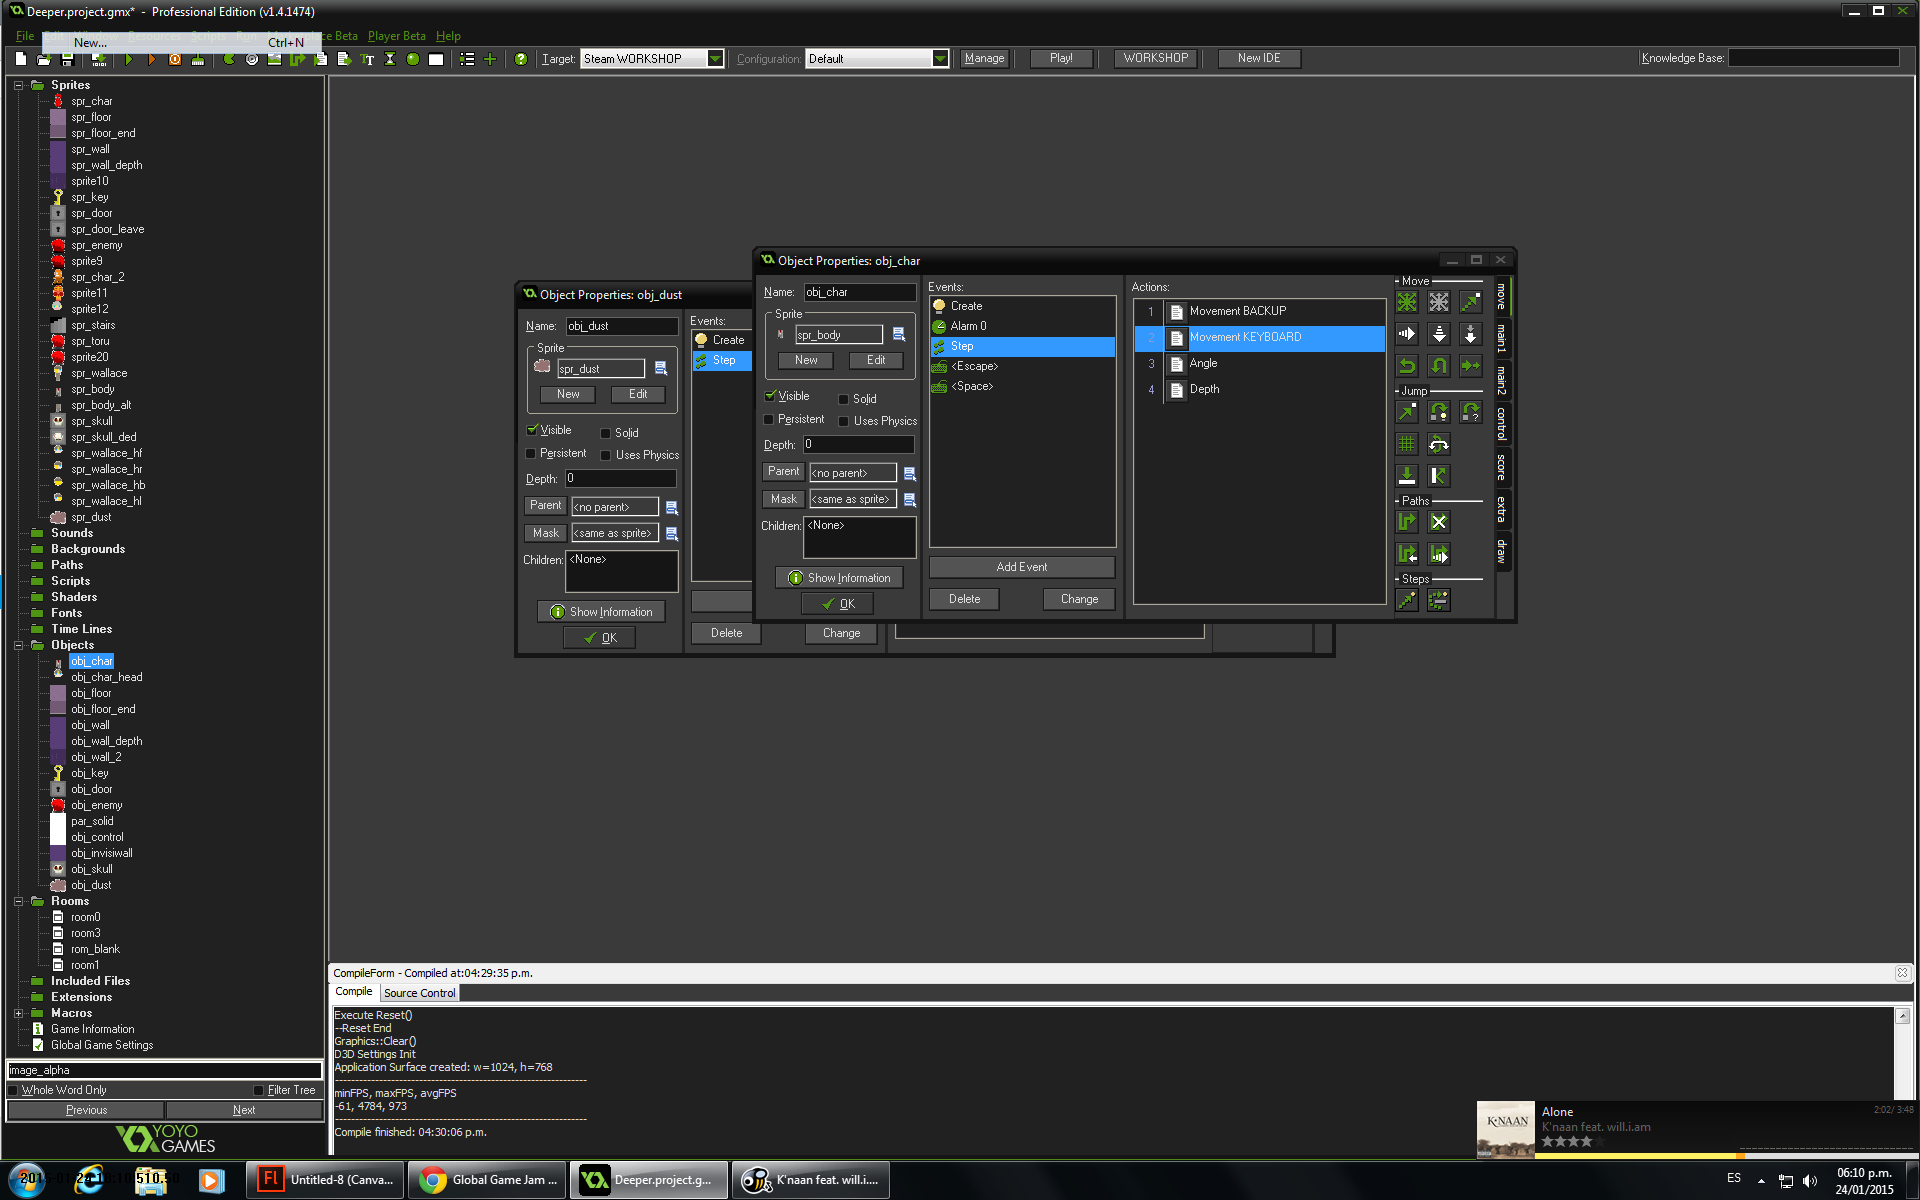 Deeper.project.gmx* - Professional Edition (v1.4.1474)
File Beta Player Beta Help
New... Ctrl+N
Target: Steam WORKSHOP Configuration: Default Manage Play! WORKSHOP New IDE Knowledge Base:
Sprites
spr_char
spr_floor
spr_floor_end
spr_wall
spr_wall_depth
sprite10
spr_key
spr_door
spr_door_leave
spr_enemy
sprite9
spr_char_2
sprite11
sprite12
spr_stairs
spr_toru
sprite20
spr_wallace
spr_body
spr_body_alt
spr_skull
spr_skull_ded
spr_wallace_hf
spr_wallace_hr
spr_wallace_hb
spr_wallace_hl
spr_dust
Sounds
Backgrounds
Paths
Scripts
Shaders
Fonts
Time Lines
Objects
obj_char
obj_char_head
obj_floor
obj_floor_end
obj_wall
obj_wall_depth
obj_wall_2
obj_key
obj_door
obj_enemy
par_solid
obj_control
obj_invisiwall
obj_skull
obj_dust
Rooms
room0
room3
rom_blank
room1
Included Files
Extensions
Macros
Game Information
Global Game Settings
image_alpha
Whole Word Only Filter Tree
Previous Next
YOYO
GAMES
Object Properties: obj_dust
Name: obj_dust
Sprite
spr_dust
New Edit
Visible Solid
Persistent Uses Physics
Depth: 0
Parent <no parent>
Mask <same as sprite>
Children: <None>
Show Information
OK
Events:
Create
Step
Delete Change
Object Properties: obj_char
Name: obj_char
Sprite
spr_body
New Edit
Visible Solid
Persistent Uses Physics
Depth: 0
Parent <no parent>
Mask <same as sprite>
Children: <None>
Show Information
OK
Events:
Create
Alarm 0
Step
<Escape>
<Space>
Add Event
Delete Change
Actions:
1 Movement BACKUP
2 Movement KEYBOARD
3 Angle
4 Depth
Move
Jump
Paths
Steps
move
main1
main2
control
score
extra
draw
CompileForm - Compiled at:04:29:35 p.m.
Compile Source Control
Execute Reset()
--Reset End
Graphics::Clear()
D3D Settings Init
Application Surface created: w=1024, h=768
minFPS, maxFPS, avgFPS
-61, 4784, 973
Compile finished: 04:30:06 p.m.
K'NAAN
Alone 2:02/ 3:48
K'naan feat. will.i.am
Untitled-8 (Canva...
Global Game Jam ...
Deeper.project.g...
K'naan feat. will.i....
ES
06:10 p.m.
24/01/2015